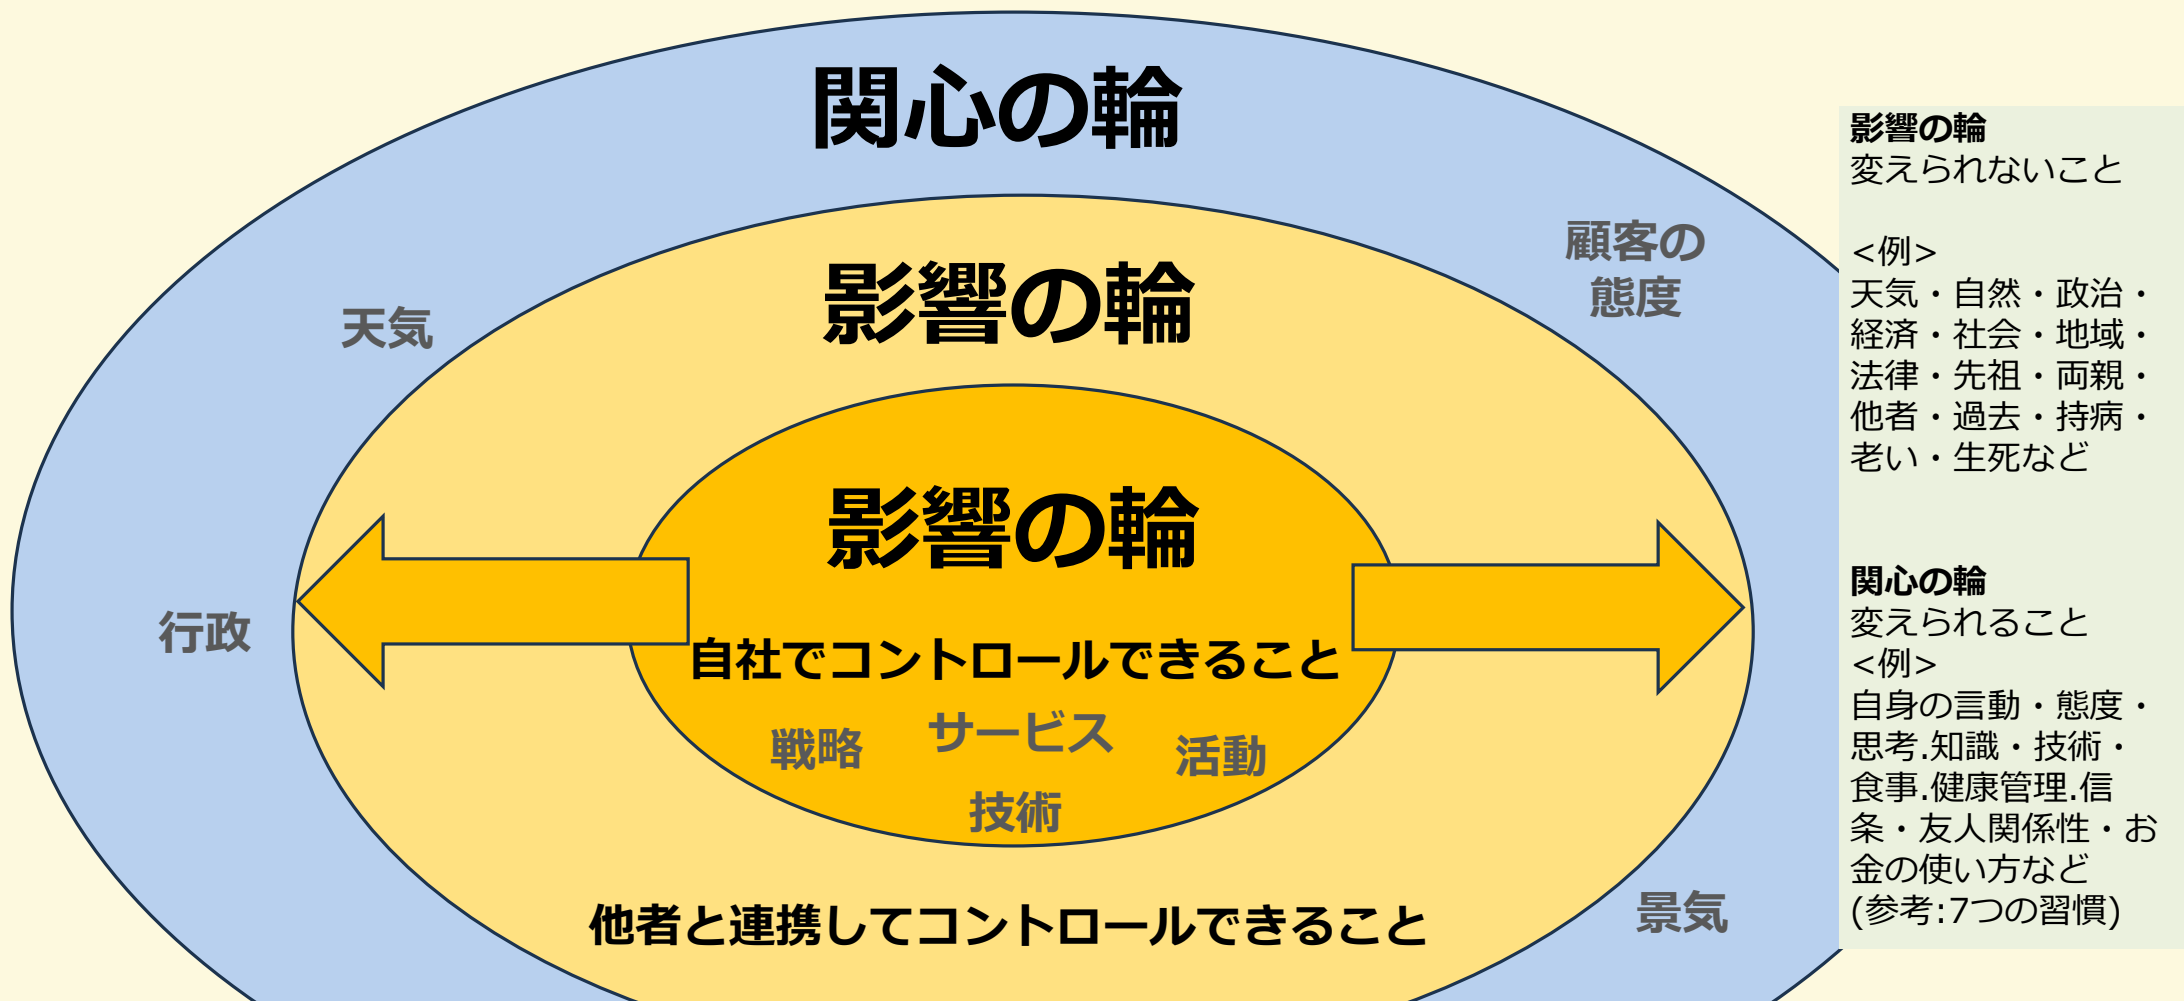 関心の輪
影響の輪
影響の輪
天気
顧客の
態度
行政
自社でコントロールできること
戦略
サービス
活動
技術
他者と連携してコントロールできること
景気
影響の輪
変えられないこと
<例>
天気・自然・政治・
経済・社会・地域・
法律・先祖・両親・
他者・過去・持病・
老い・生死など
関心の輪
変えられること
<例>
自身の言動・態度・
思考.知識・技術・
食事.健康管理.信
条・友人関係性・お
金の使い方など
(参考:7つの習慣)